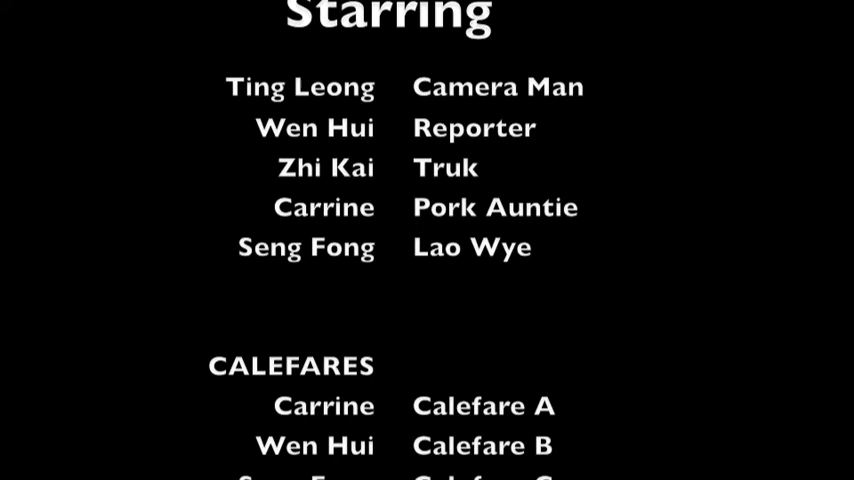 Starring
Ting Leong Camera Man
Wen Hui Reporter
Zhi Kai Truk
Carrine Pork Auntie
Seng Fong Lao Wye
CALEFARES
Carrine Calefare A
Wen Hui Calefare B